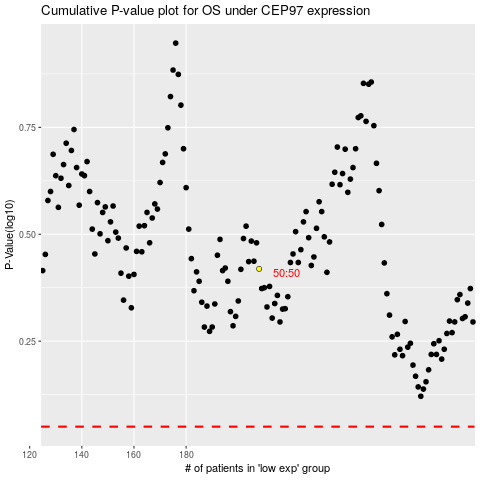 Cumulative P-value plot for OS under CEP97 expression
P-Value(log10)
0.75
0.50
0.25
50:50
120 140 160 180
# of patients in 'low exp' group